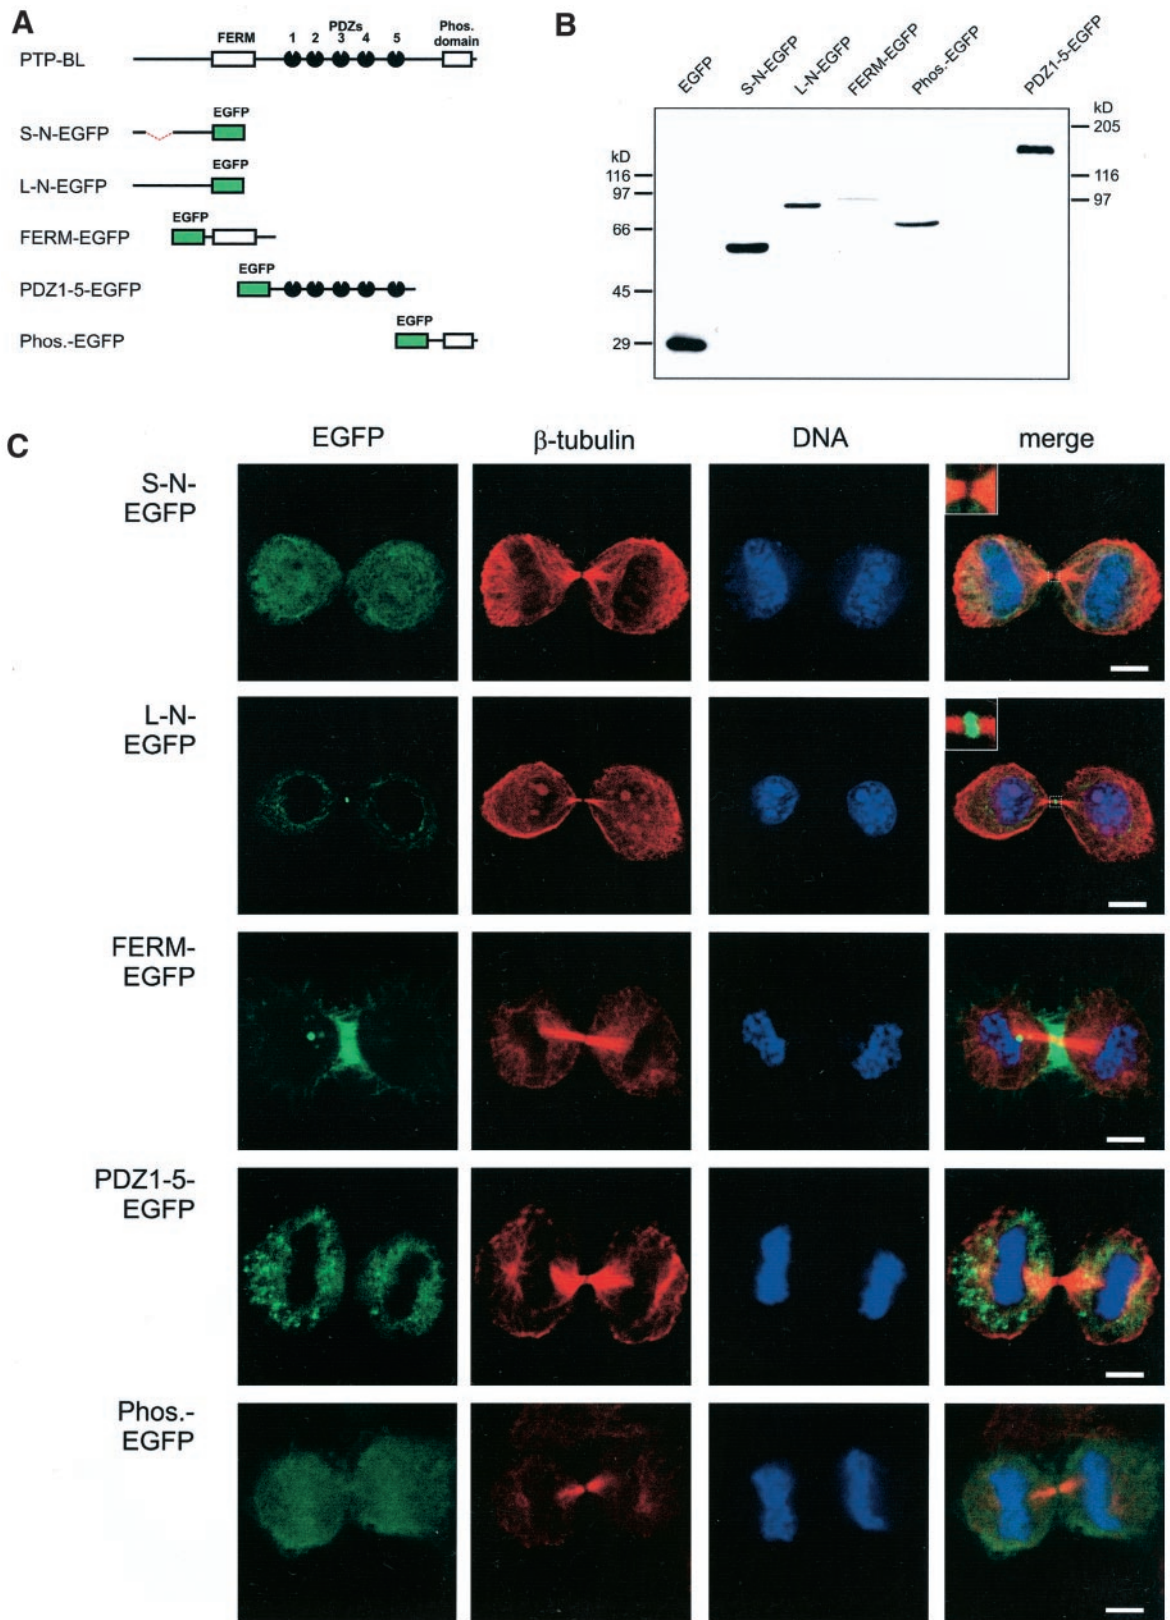 A
FERM
PDZs
1 2 3 4 5
Phos.
domain
PTP-BL
EGFP
S-N-EGFP
EGFP
L-N-EGFP
EGFP
FERM-EGFP
EGFP
PDZ1-5-EGFP
EGFP
Phos.-EGFP
B
EGFP
S-N-EGFP
L-N-EGFP
FERM-EGFP
Phos.-EGFP
PDZ1-5-EGFP
kD
116
97
66
45
29
kD
205
116
97
C
EGFP β-tubulin DNA merge
S-N-
EGFP
L-N-
EGFP
FERM-
EGFP
PDZ1-5-
EGFP
Phos.-
EGFP